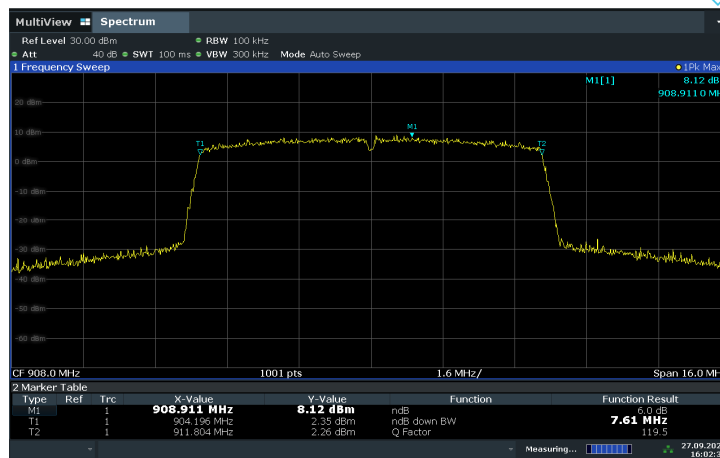 MultiView Spectrum
Ref Level 30.00 dBm RBW 100 kHz
Att 40 dB SWT 100 ms VBW 300 kHz Mode Auto Sweep
1 Frequency Sweep 1Pk Max
M1[1] 8.12 dB
908.9110 MH
20 dBm
10 dBm
M1
T1 T2
0 dBm
-10 dBm
-20 dBm
-30 dBm
-40 dBm
-50 dBm
-60 dBm
CF 908.0 MHz 1001 pts 1.6 MHz/ Span 16.0 MH
2 Marker Table
Type Ref Trc X-Value Y-Value Function Function Result
M1 1 908.911 MHz 8.12 dBm ndB 6.0 dB
T1 1 904.196 MHz 2.35 dBm ndB down BW 7.61 MHz
T2 1 911.804 MHz 2.26 dBm Q Factor 119.5
Measuring... 27.09.202
16:02:3